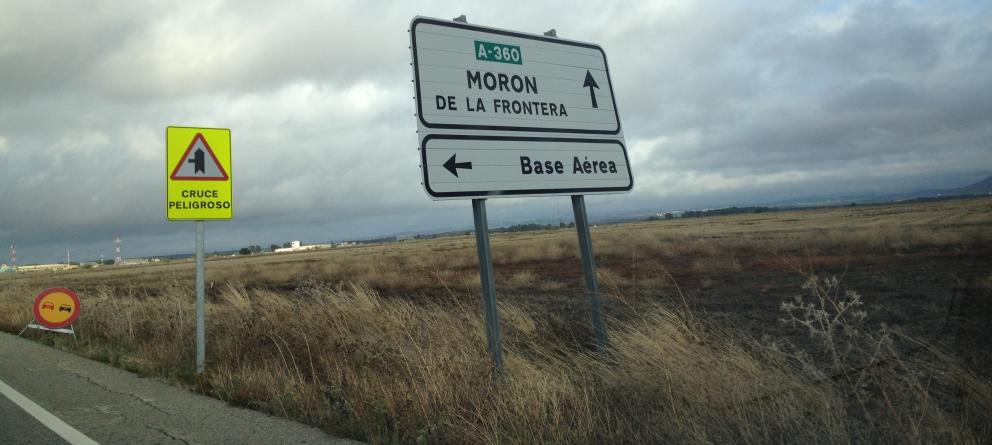 CRUCE
PELIGROSO
A-360
MORON
DE LA FRONTERA
Base Aérea